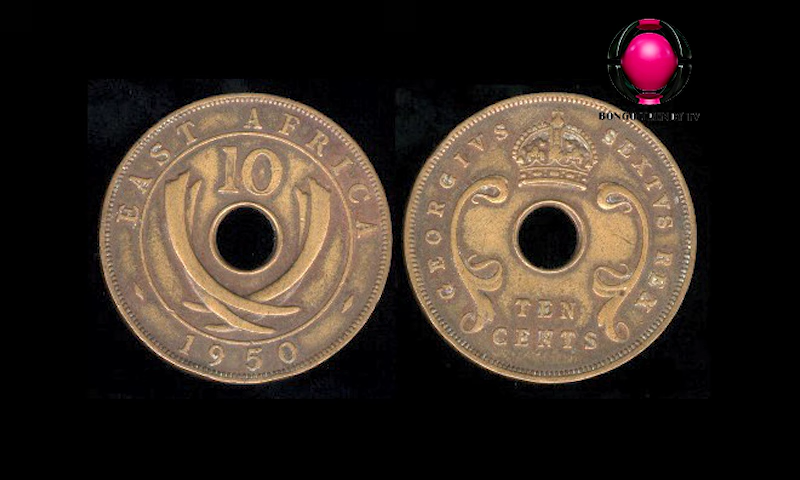 EAST AFRICA
10
1950
GEORGIVS SEXTVS REX
TEN
CENTS